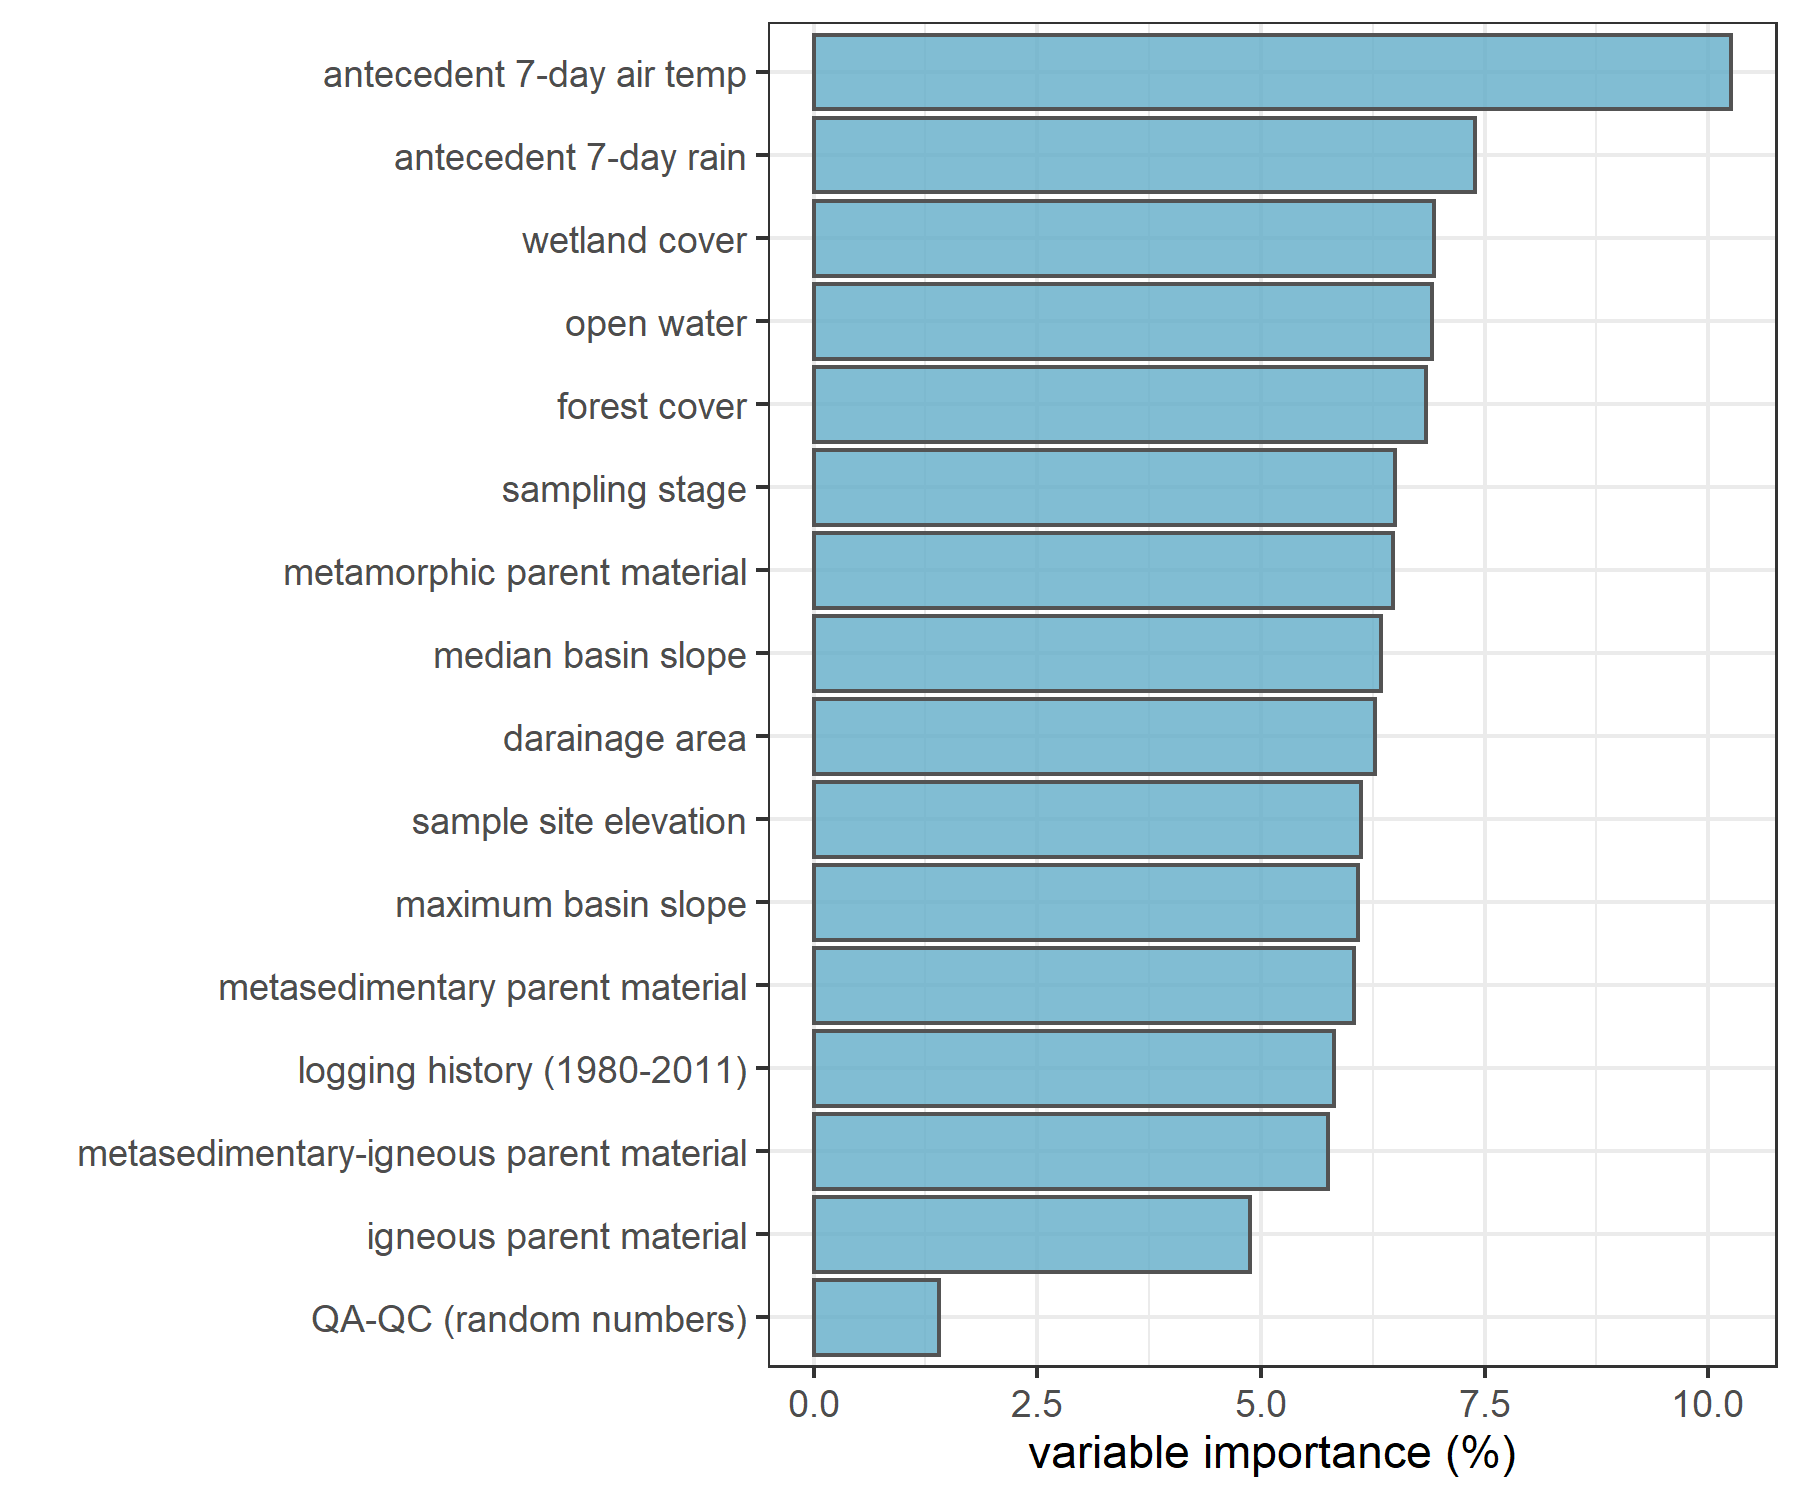 antecedent 7-day air temp
antecedent 7-day rain
wetland cover
open water
forest cover
sampling stage
metamorphic parent material
median basin slope
darainage area
sample site elevation
maximum basin slope
metasedimentary parent material
logging history (1980-2011)
metasedimentary-igneous parent material
igneous parent material
QA-QC (random numbers)
0.0 2.5 5.0 7.5 10.0
variable importance (%)